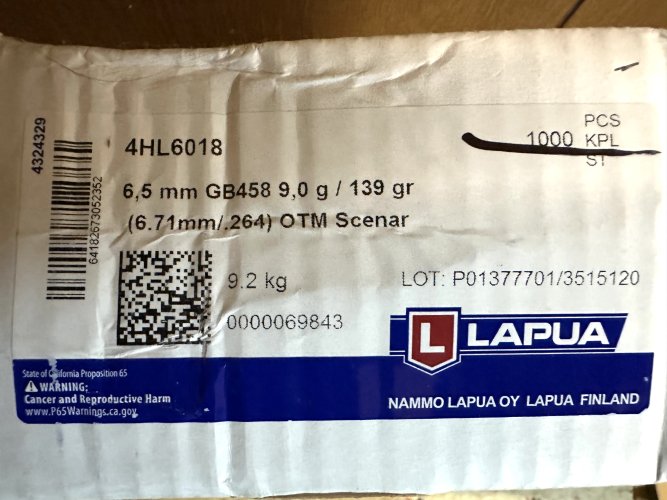 4324329
64182673052352
4HL6018
1000 PCS
KPL
ST
6,5 mm GB458 9,0 g / 139 gr
(6.71mm/.264) OTM Scenar
9.2 kg
LOT: P01377701/3515120
0000069843
L LAPUA
NAMMO LAPUA OY LAPUA FINLAND
State of California Proposition 65
WARNING:
Cancer and Reproductive Harm
www.P65Warnings.ca.gov